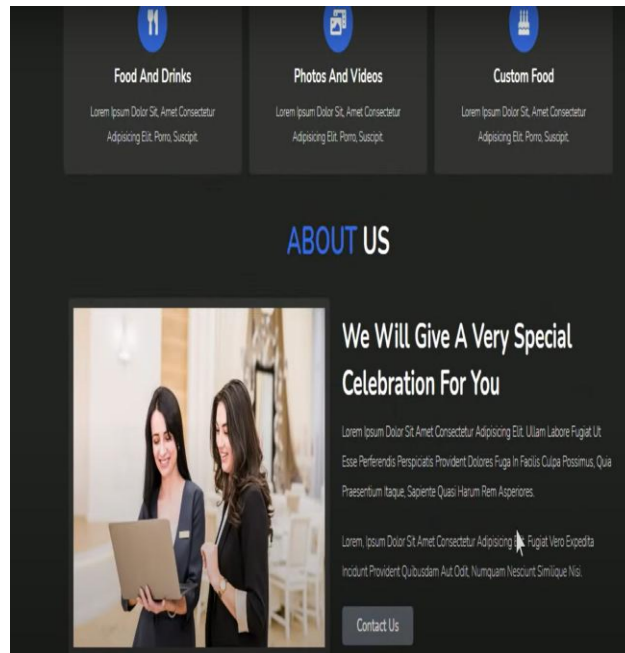 Food And Drinks
Lorem Ipsum Dolor Sit, Amet Consectetur
Adipisicing Elit. Porro, Suscipit.
Photos And Videos
Lorem Ipsum Dolor Sit, Amet Consectetur
Adipisicing Elit. Porro, Suscipit.
Custom Food
Lorem Ipsum Dolor Sit, Amet Consectetur
Adipisicing Elit. Porro, Suscipit.
ABOUT US
We Will Give A Very Special
Celebration For You
Lorem Ipsum Dolor Sit Amet Consectetur Adipisicing Elit. Ullam Labore Fugiat Ut
Esse Perferendis Perspiciatis Provident Dolores Fuga In Facilis Culpa Possimus, Quia
Praesentium Itaque, Sapiente Quasi Harum Rem Asperiores.
Lorem, Ipsum Dolor Sit Amet Consectetur Adipisicing Fugiat Vero Expedita
Incidunt Provident Quibusdam Aut Odit, Numquam Nesciunt Similique Nisi.
Contact Us